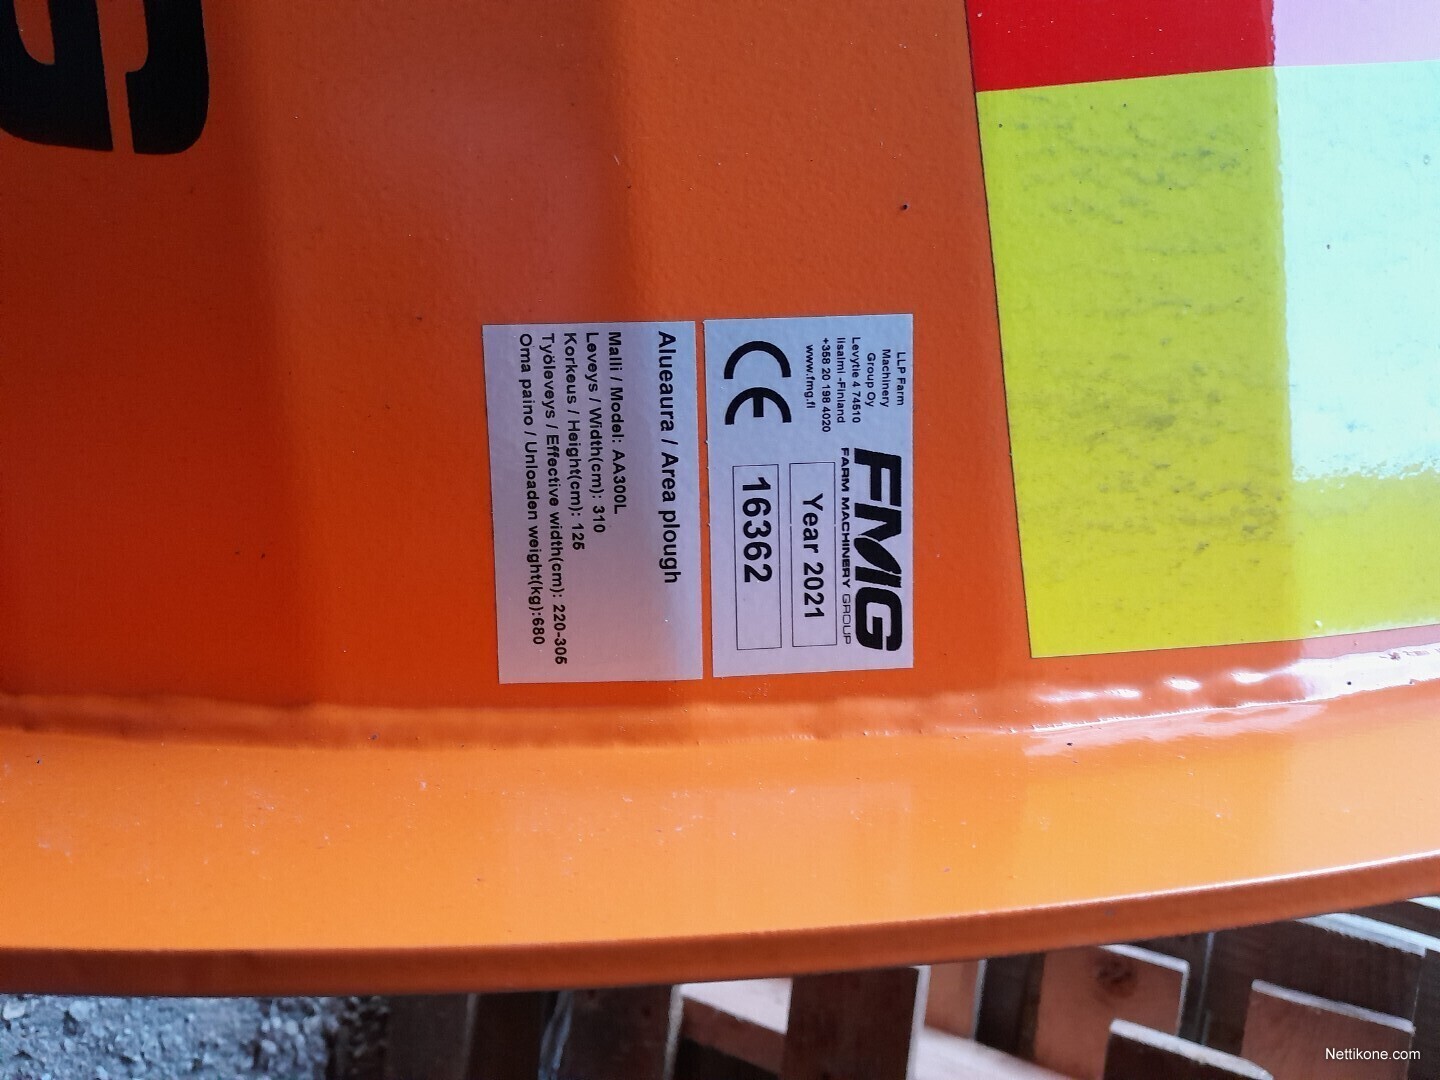 LLP Farm
Machinery
Group Oy
Levytie 4 74510
Iisalmi -Finland
+358 20 198 4020
www.fmg.fi
FMG
FARM MACHINERY GROUP
CE
Year 2021
16362
Alueaura / Area plough
Malli / Model: AA300L
Leveys / Width(cm): 310
Korkeus / Height(cm): 125
Työleveys / Effective width(cm): 220-305
Oma paino / Unloaden weight(kg):680
G
Nettikone.com